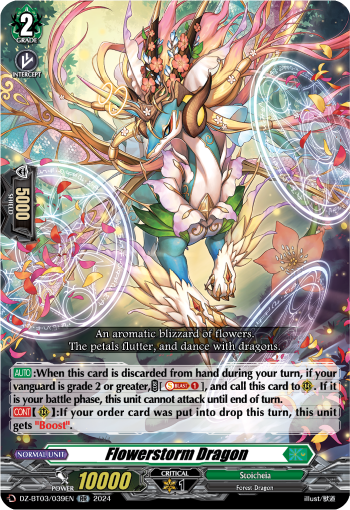 2
GRADE
INTERCEPT
5000
SHIELD
An aromatic blizzard of flowers.
The petals flutter, and dance with dragons.
AUTO:When this card is discarded from hand during your turn, if your
vanguard is grade 2 or greater, [BLAST 1], and call this card to . If it
is your battle phase, this unit cannot attack until end of turn.
CONT【】:If your order card was put into drop this turn, this unit
gets "Boost".
NORMAL UNIT
Flowerstorm Dragon
POWER 10000
CRITICAL
1
Stoicheia
Forest Dragon
DZ-BT03/039EN RR 2024
illust/獣道